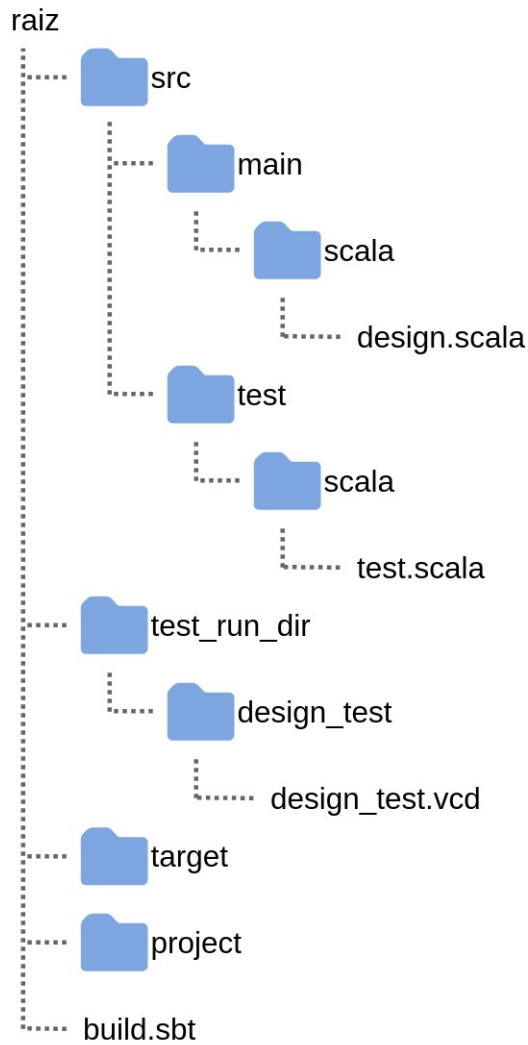 raiz
src
main
scala
design.scala
test
scala
test.scala
test_run_dir
design_test
design_test.vcd
target
project
build.sbt